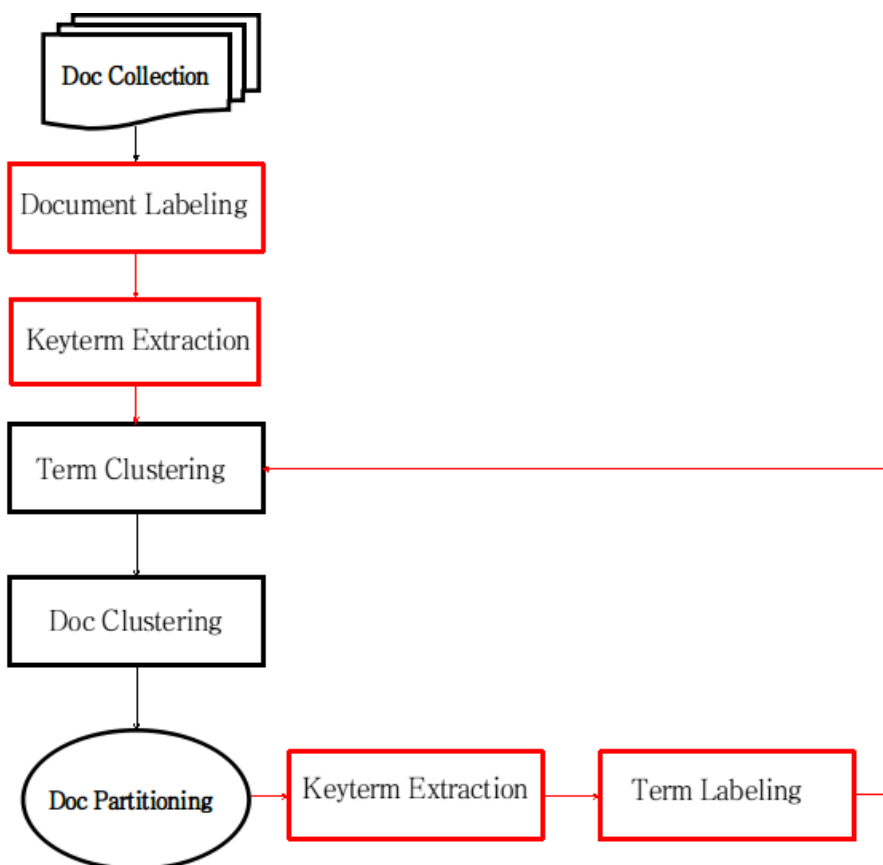 Doc Collection
Document Labeling
Keyterm Extraction
Term Clustering
Doc Clustering
Doc Partitioning
Keyterm Extraction
Term Labeling